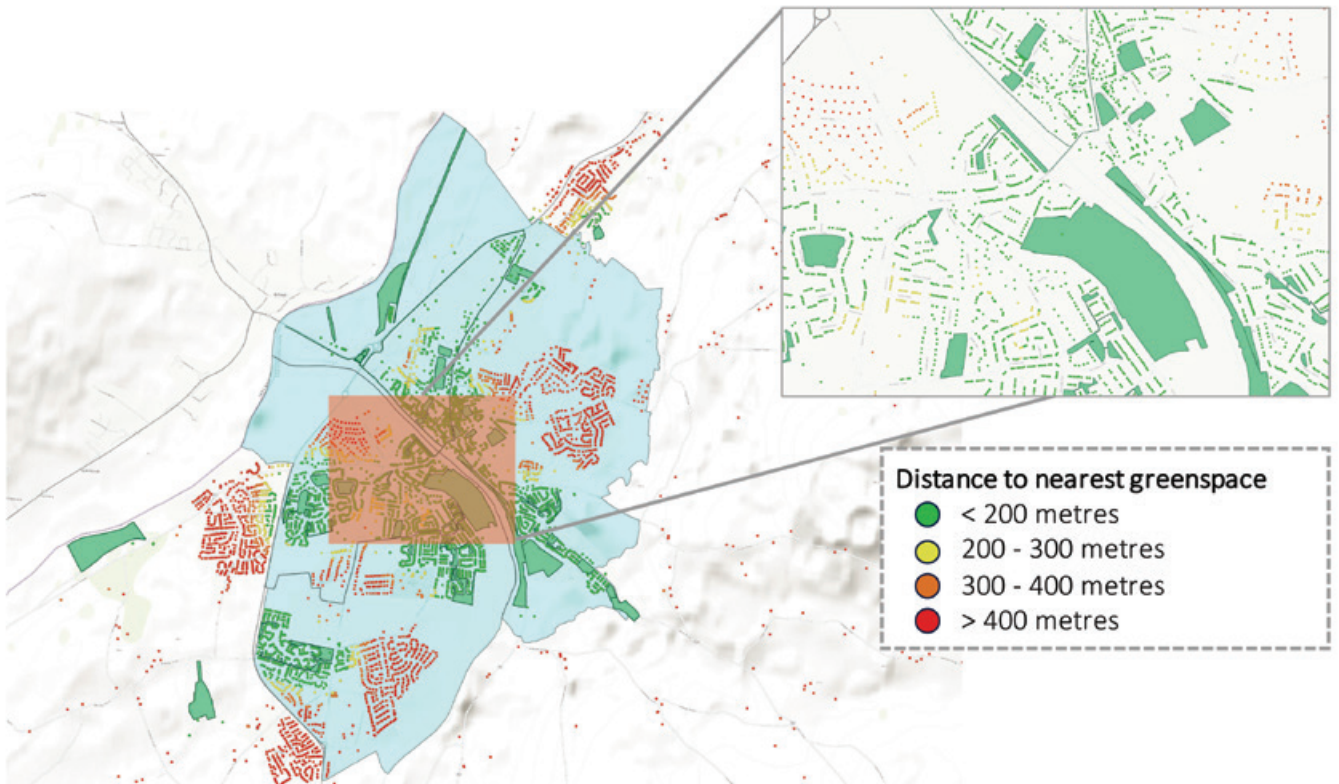 Distance to nearest greenspace
< 200 metres
200 - 300 metres
300 - 400 metres
> 400 metres